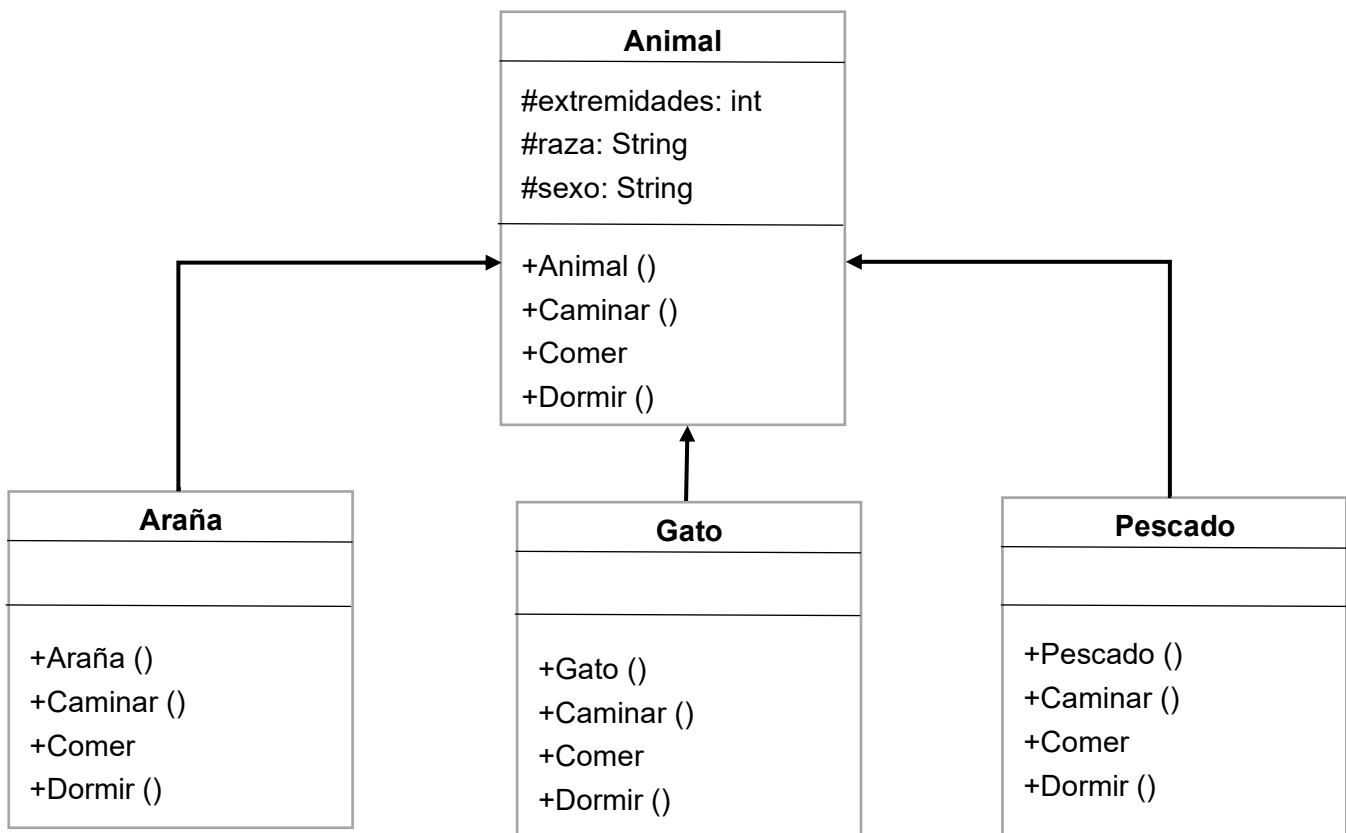 Animal
#extremidades: int
#raza: String
#sexo: String
+Animal ()
+Caminar ()
+Comer
+Dormir ()
Araña
+Araña ()
+Caminar ()
+Comer
+Dormir ()
Gato
+Gato ()
+Caminar ()
+Comer
+Dormir ()
Pescado
+Pescado ()
+Caminar ()
+Comer
+Dormir ()